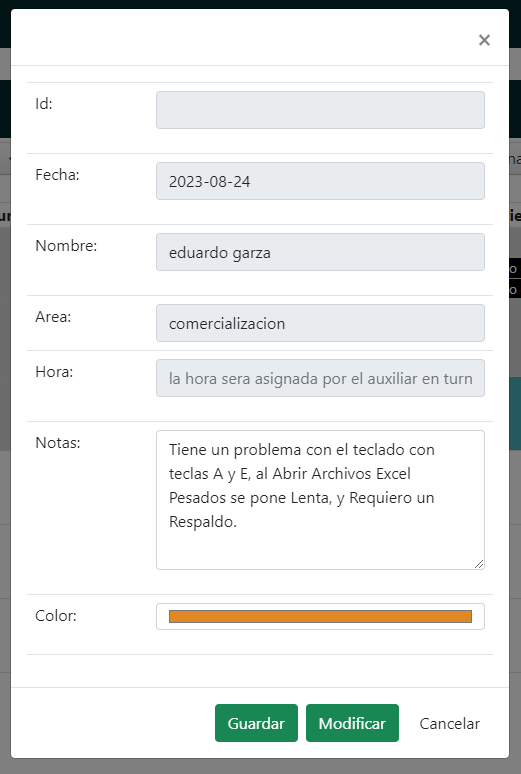 ×
Id:
Fecha:
2023-08-24
Nombre:
eduardo garza
Area:
comercializacion
Hora:
la hora sera asignada por el auxiliar en turn
Notas:
Tiene un problema con el teclado con
teclas A y E, al Abrir Archivos Excel
Pesados se pone Lenta, y Requiero un
Respaldo.
Color:
Guardar
Modificar
Cancelar